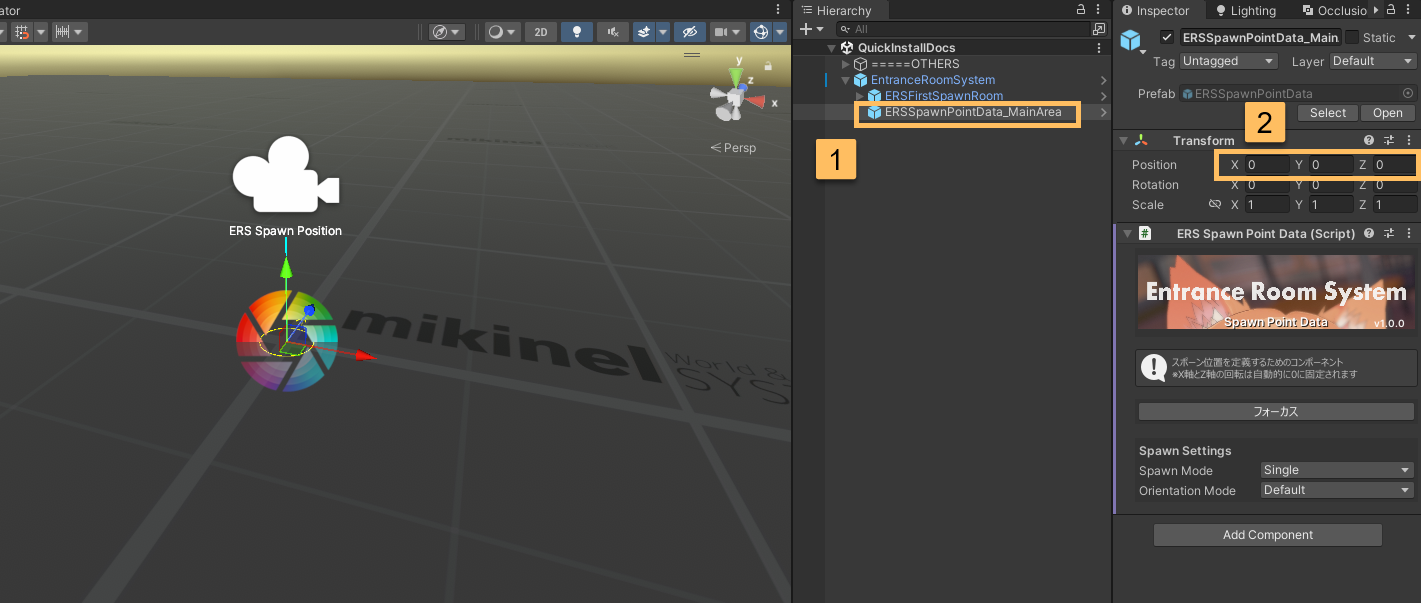 ator
2D
y
z
x
Persp
ERS Spawn Position
mikinel
World &
SYS
1
Hierarchy
All
QuickInstallDocs
=====OTHERS
EntranceRoomSystem
ERSFirstSpawnRoom
ERSSpawnPointData_MainArea
Inspector
Lighting
Occlusio
ERSSpawnPointData_Main
Static
Tag
Untagged
Layer
Default
Prefab
ERSSpawnPointData
Select
Open
2
Transform
Position
X 0 Y 0 Z 0
Rotation
X 0 Y 0 Z 0
Scale
X 1 Y 1 Z 1
#
ERS Spawn Point Data (Script)
Entrance Room System
Spawn Point Data
v1.0.0
スポーン位置を定義するためのコンポーネント
※X軸とZ軸の回転は自動的に0に固定されます
フォーカス
Spawn Settings
Spawn Mode
Single
Orientation Mode
Default
Add Component